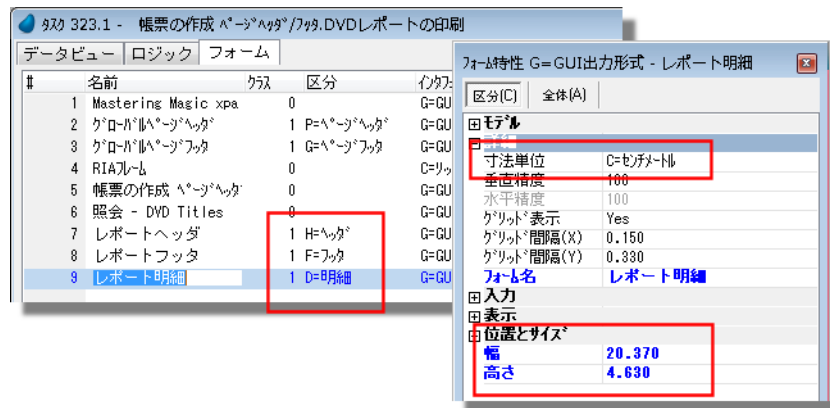 ﾀｽｸ 323.1 - 帳票の作成 ﾍﾟｰｼﾞﾍｯﾀﾞ/ﾌｯﾀ.DVDレポートの印刷
データビュー ロジック フォーム
# 名前 ｸﾗｽ 区分 ｲﾝﾀﾌ
1 Mastering Magic xpa 0 G=GU
2 ｸﾞﾛｰﾊﾞﾙﾍﾟｰｼﾞﾍｯﾀﾞ 1 P=ﾍﾟｰｼﾞﾍｯﾀﾞ G=GU
3 ｸﾞﾛｰﾊﾞﾙﾍﾟｰｼﾞﾌｯﾀ 1 G=ﾍﾟｰｼﾞﾌｯﾀ G=GU
4 RIAﾌﾚｰﾑ 0 C=ﾘｯ
5 帳票の作成 ﾍﾟｰｼﾞﾍｯﾀﾞ 0 G=GU
6 照会 - DVD Titles 0 G=GU
7 レポートヘッダ 1 H=ﾍｯﾀﾞ G=GU
8 レポートフッタ 1 F=ﾌｯﾀ G=GU
9 レポート明細 1 D=明細 G=GU
ﾌｫｰﾑ特性 G=GUI出力形式 - レポート明細
区分(C) 全体(A)
ﾓﾃﾞﾙ
詳細
寸法単位 C=ｾﾝﾁﾒｰﾄﾙ
垂直精度 100
水平精度 100
ｸﾞﾘｯﾄﾞ表示 Yes
ｸﾞﾘｯﾄﾞ間隔(X) 0.150
ｸﾞﾘｯﾄﾞ間隔(Y) 0.330
ﾌｫｰﾑ名 レポート明細
入力
表示
位置とｻｲｽﾞ
幅 20.370
高さ 4.630